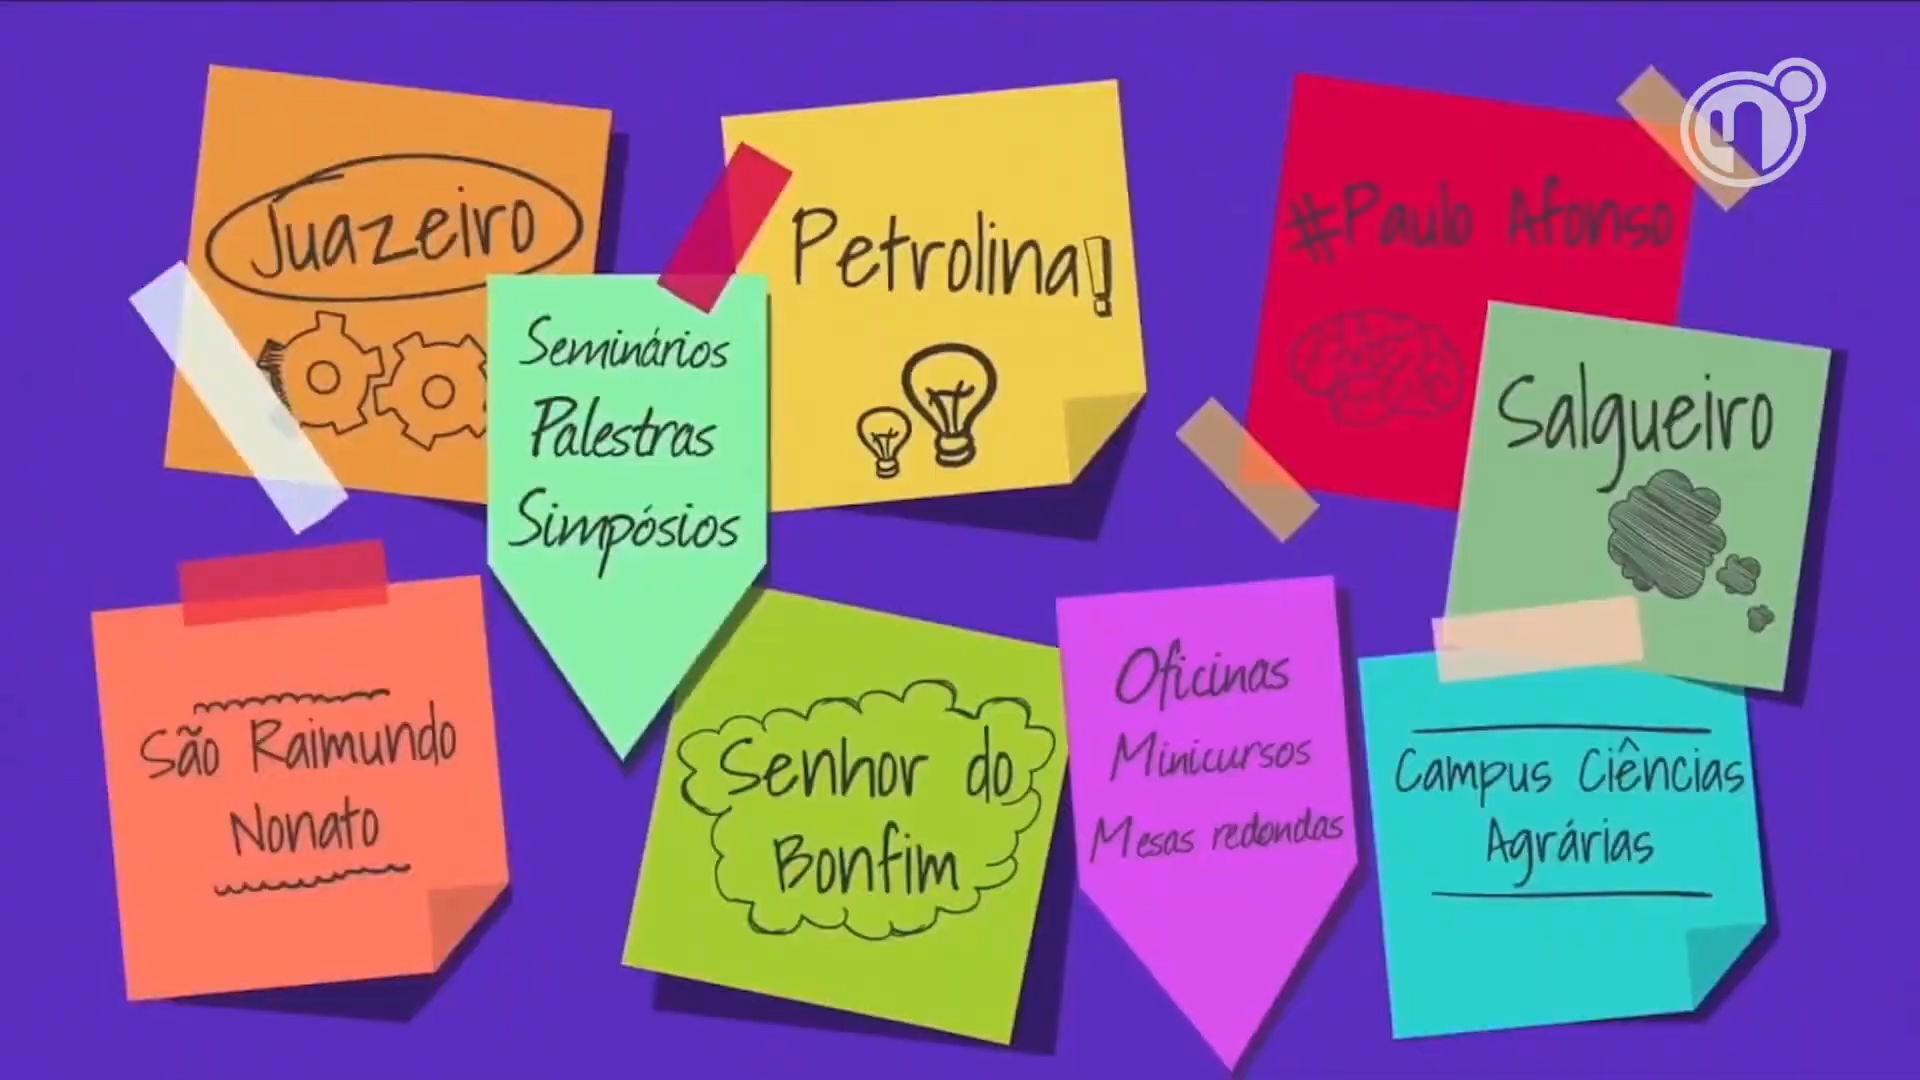 Juazeiro
Petrolina!
#Paulo Afonso
Seminários
Palestras
Simpósios
Salgueiro
São Raimundo
Nonato
Senhor do
Bonfim
Oficinas
Minicursos
Mesas redondas
Campus Ciências
Agrárias